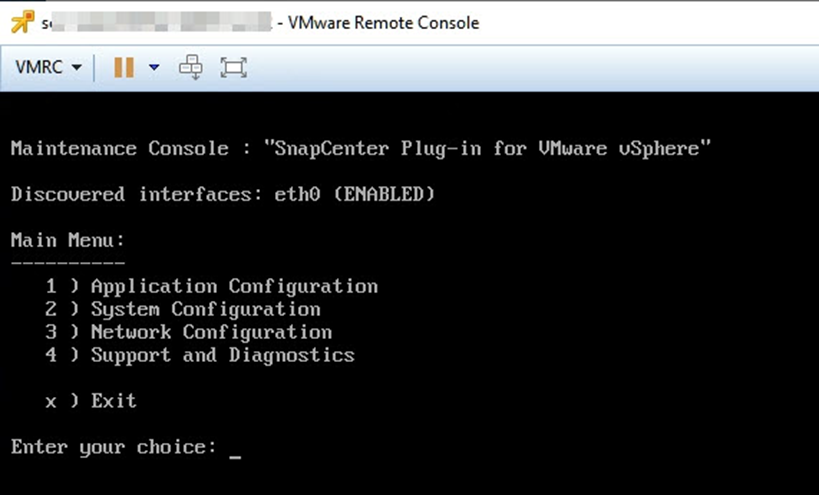 - VMware Remote Console
VMRC
Maintenance Console : "SnapCenter Plug-in for VMware vSphere"
Discovered interfaces: eth0 (ENABLED)
Main Menu:
----------
1 ) Application Configuration
2 ) System Configuration
3 ) Network Configuration
4 ) Support and Diagnostics
x ) Exit
Enter your choice: _